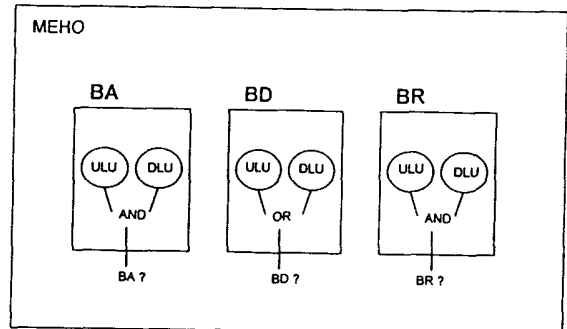 MEHO
BA BD BR
ULU DLU ULU DLU ULU DLU
AND OR AND
BA ? BD ? BR ?